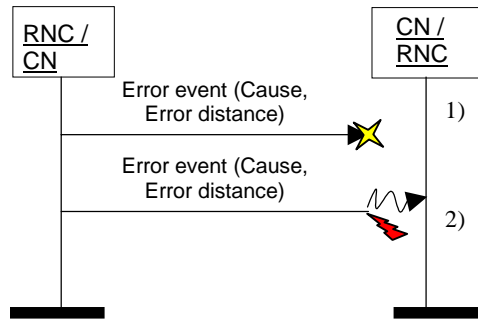 RNC /
CN
CN /
RNC
Error event (Cause,
Error distance)
1)
Error event (Cause,
Error distance)
2)